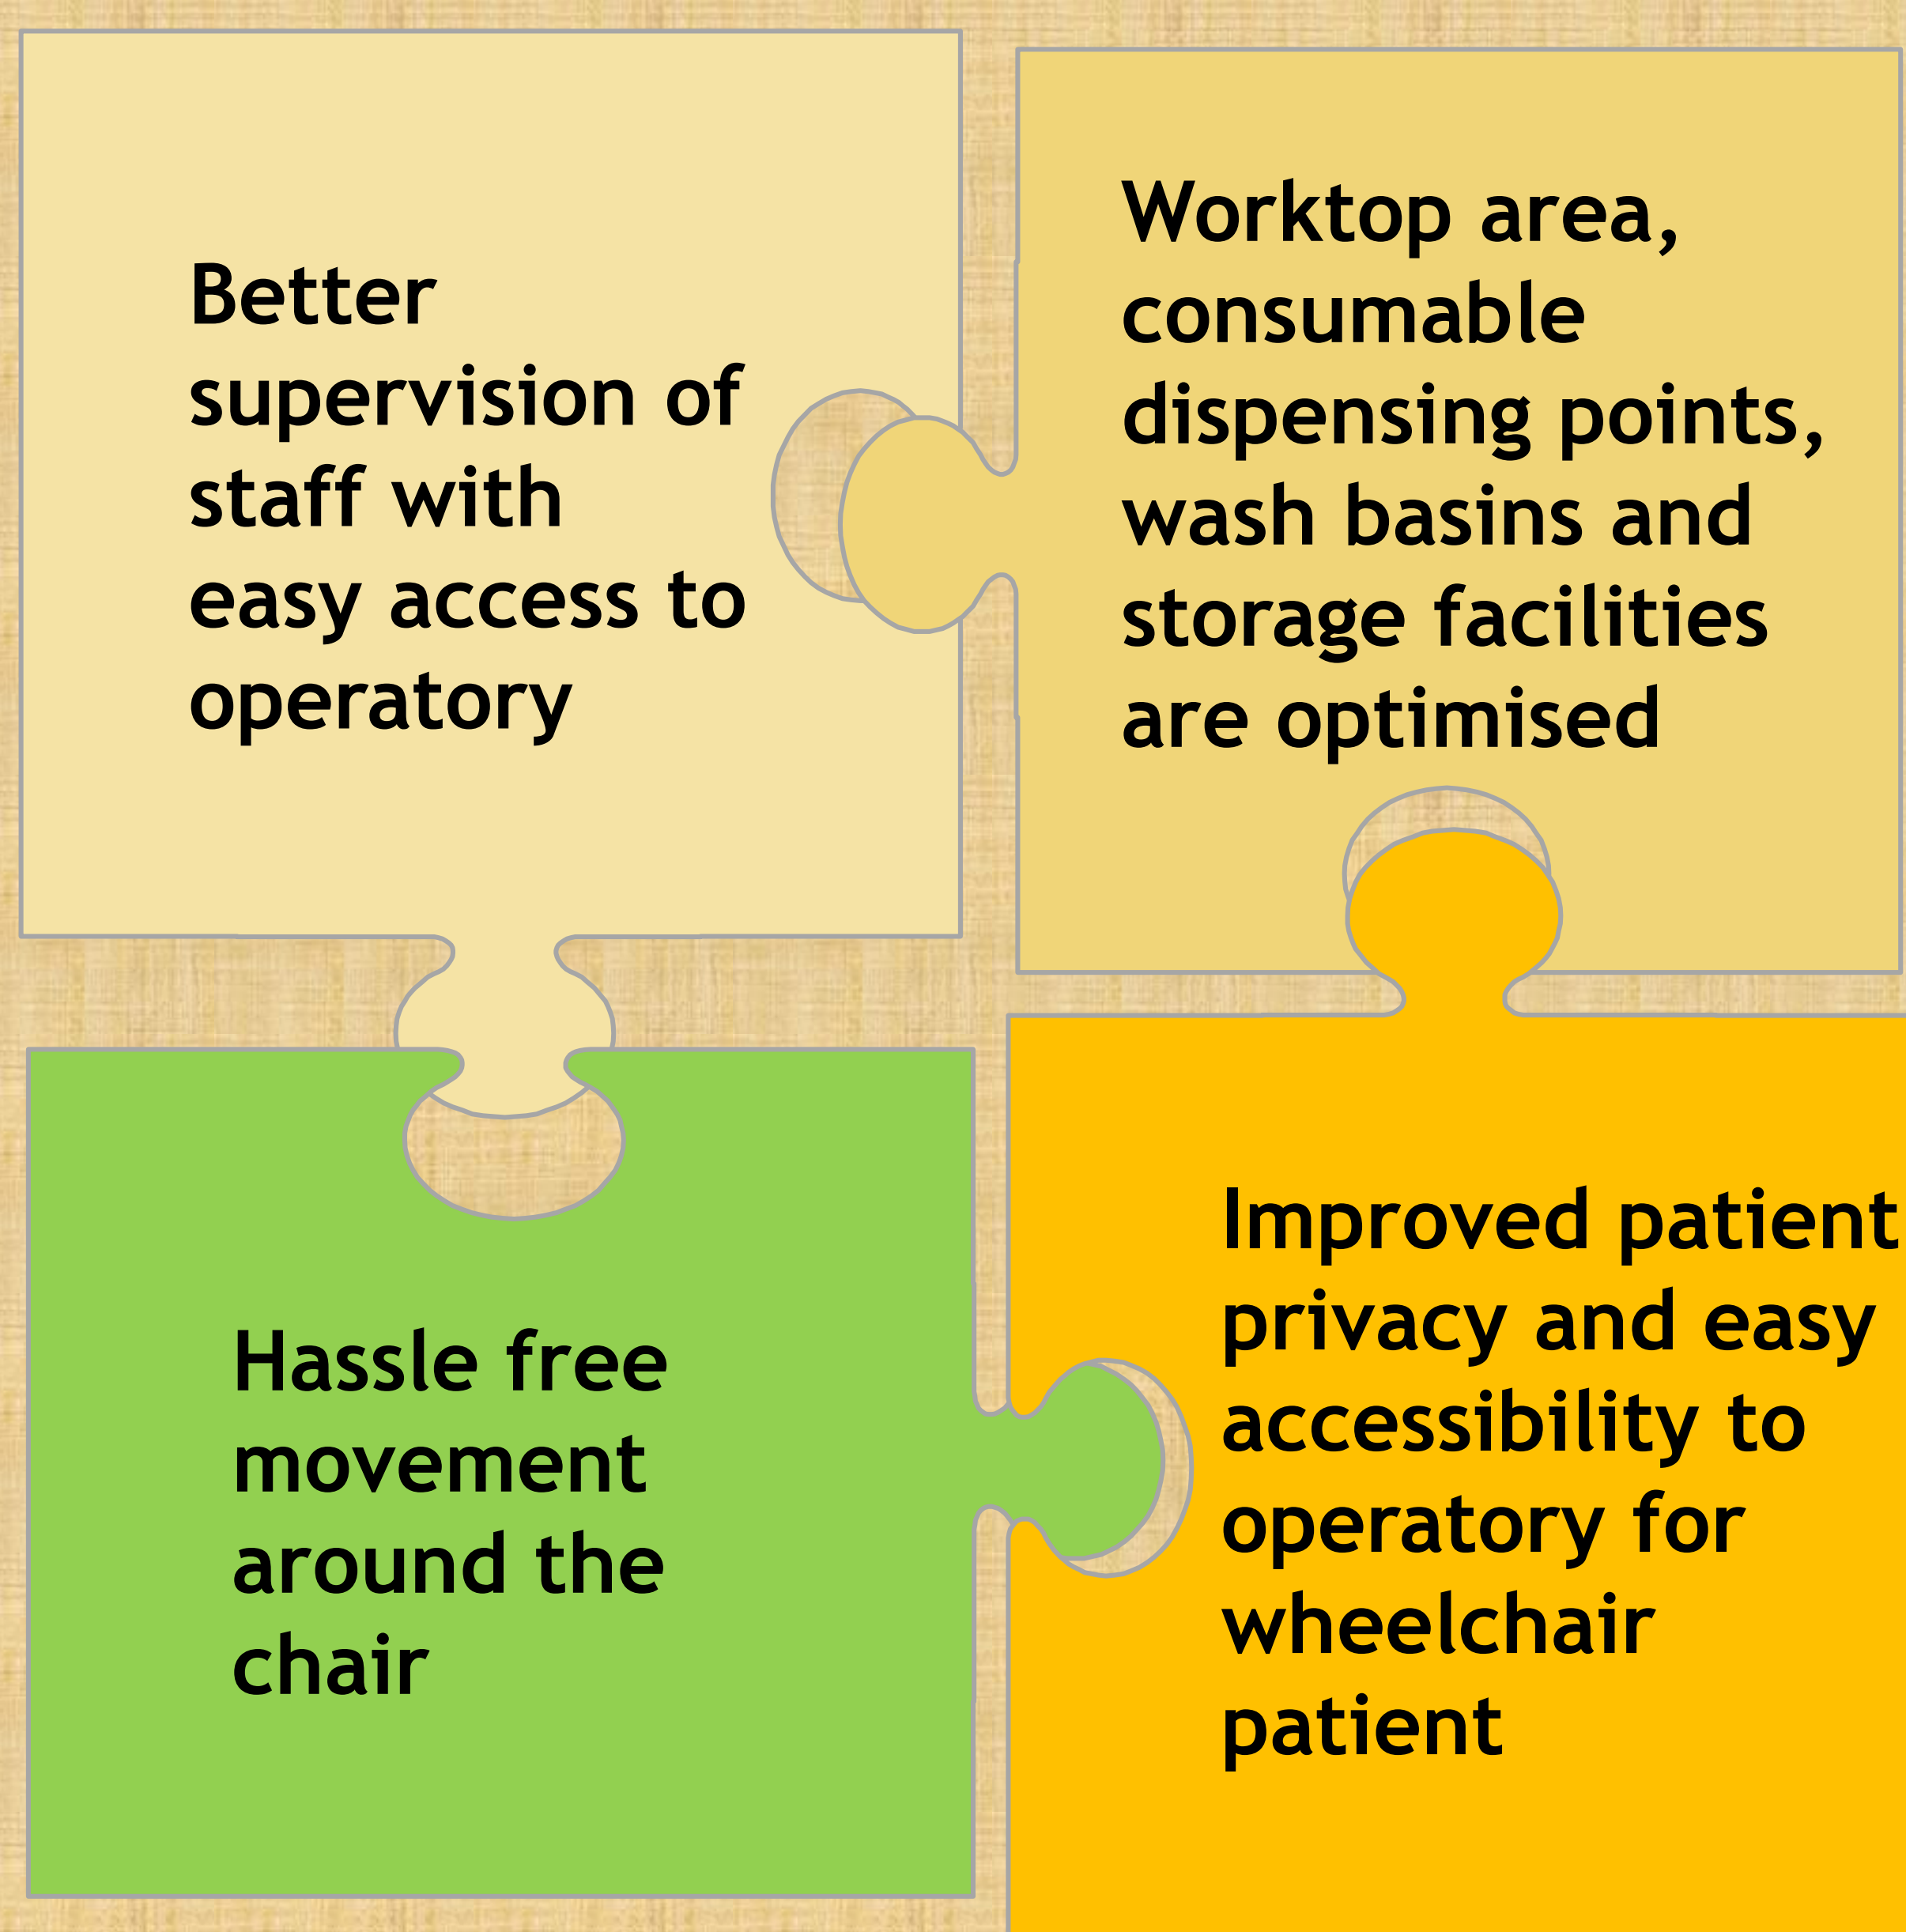 Better
supervision of
staff with
easy access to
operatory
Worktop area,
consumable
dispensing points,
wash basins and
storage facilities
are optimised
Hassle free
movement
around the
chair
Improved patient
privacy and easy
accessibility to
operatory for
wheelchair
patient